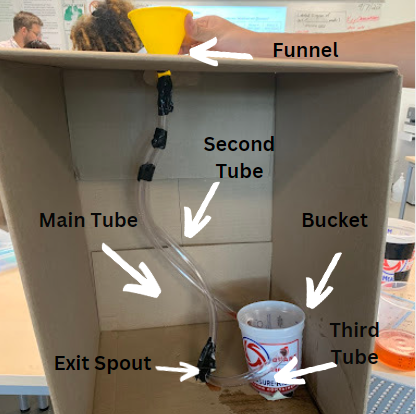 Funnel
Second
Tube
Main Tube
Bucket
Third
Tube
Exit Spout